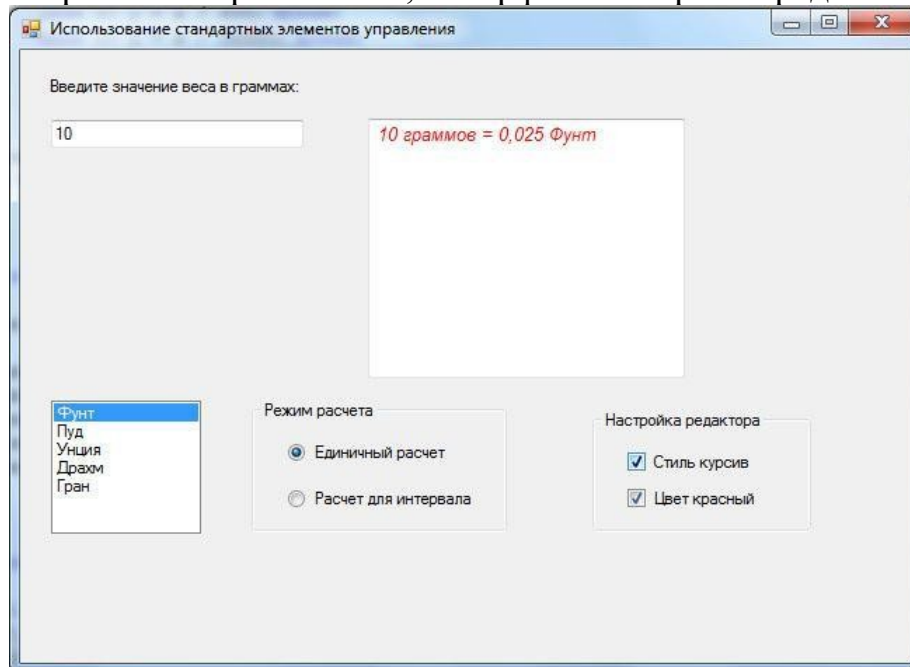 Использование стандартных элементов управления
Введите значение веса в граммах:
10
10 граммов = 0,025 Фунт
Фунт
Пуд
Унция
Драхм
Гран
Режим расчета
Единичный расчет
Расчет для интервала
Настройка редактора
Стиль курсив
Цвет красный